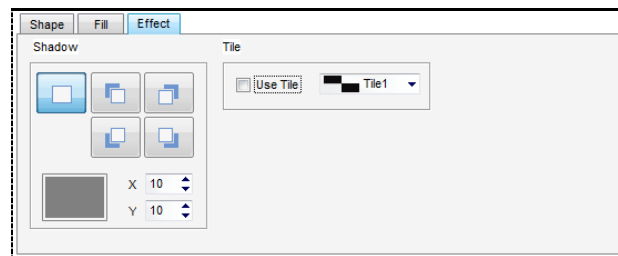 Shape Fill Effect
Shadow Tile
Use Tile Tile1
X 10
Y 10